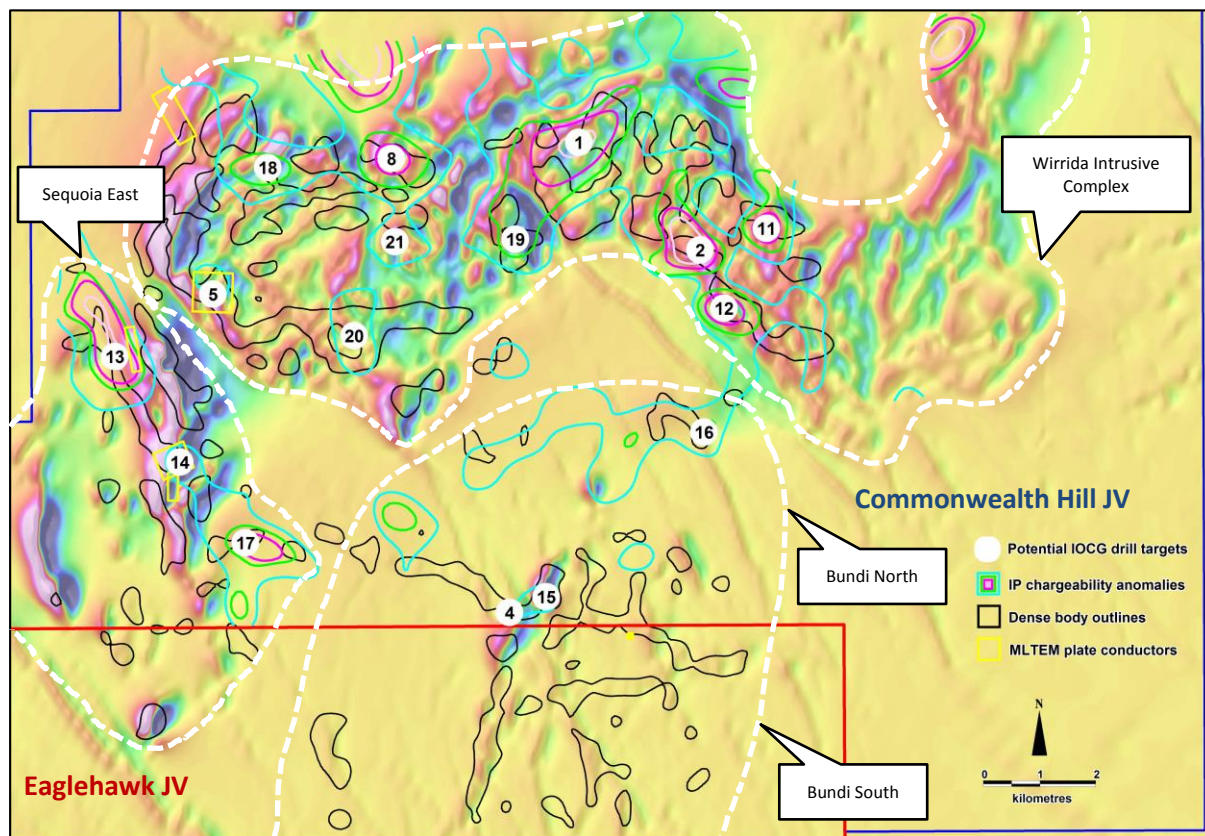 1
8
18
Sequoia East
Wirrida Intrusive
Complex
11
19
21
2
5
12
20
13
16
14
Commonwealth Hill JV
17
Potential IOCG drill targets
Bundi North
IP chargeability anomalies
15
4
Dense body outlines
MLTEM plate conductors
N
Eaglehawk JV
Bundi South
0 1 2
kilometres